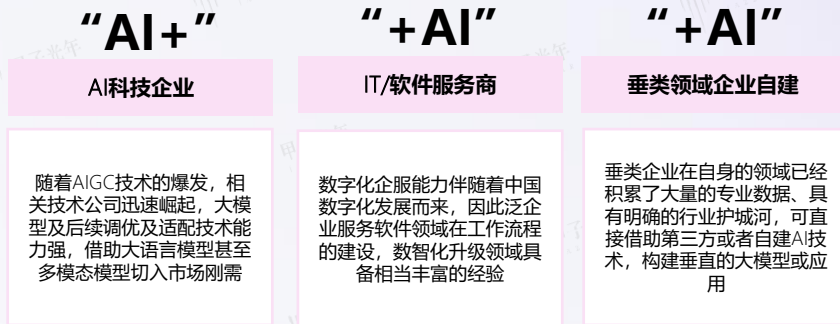 “AI+”
“+AI”
“+AI”
AI科技企业
IT/软件服务商
垂类领域企业自建
随着AIGC技术的爆发，相
关技术公司迅速崛起，大模
型及后续调优及适配技术能
力强，借助大语言模型甚至
多模态模型切入市场刚需
数字化企服能力伴随着中国
数字化发展而来，因此泛企
业服务软件领域在工作流程
的建设，数智化升级领域具
备相当丰富的经验
垂类企业在自身的领域已经
积累了大量的专业数据、具
有明确的行业护城河，可直
接借助第三方或者自建AI技
术，构建垂直的大模型或应
用